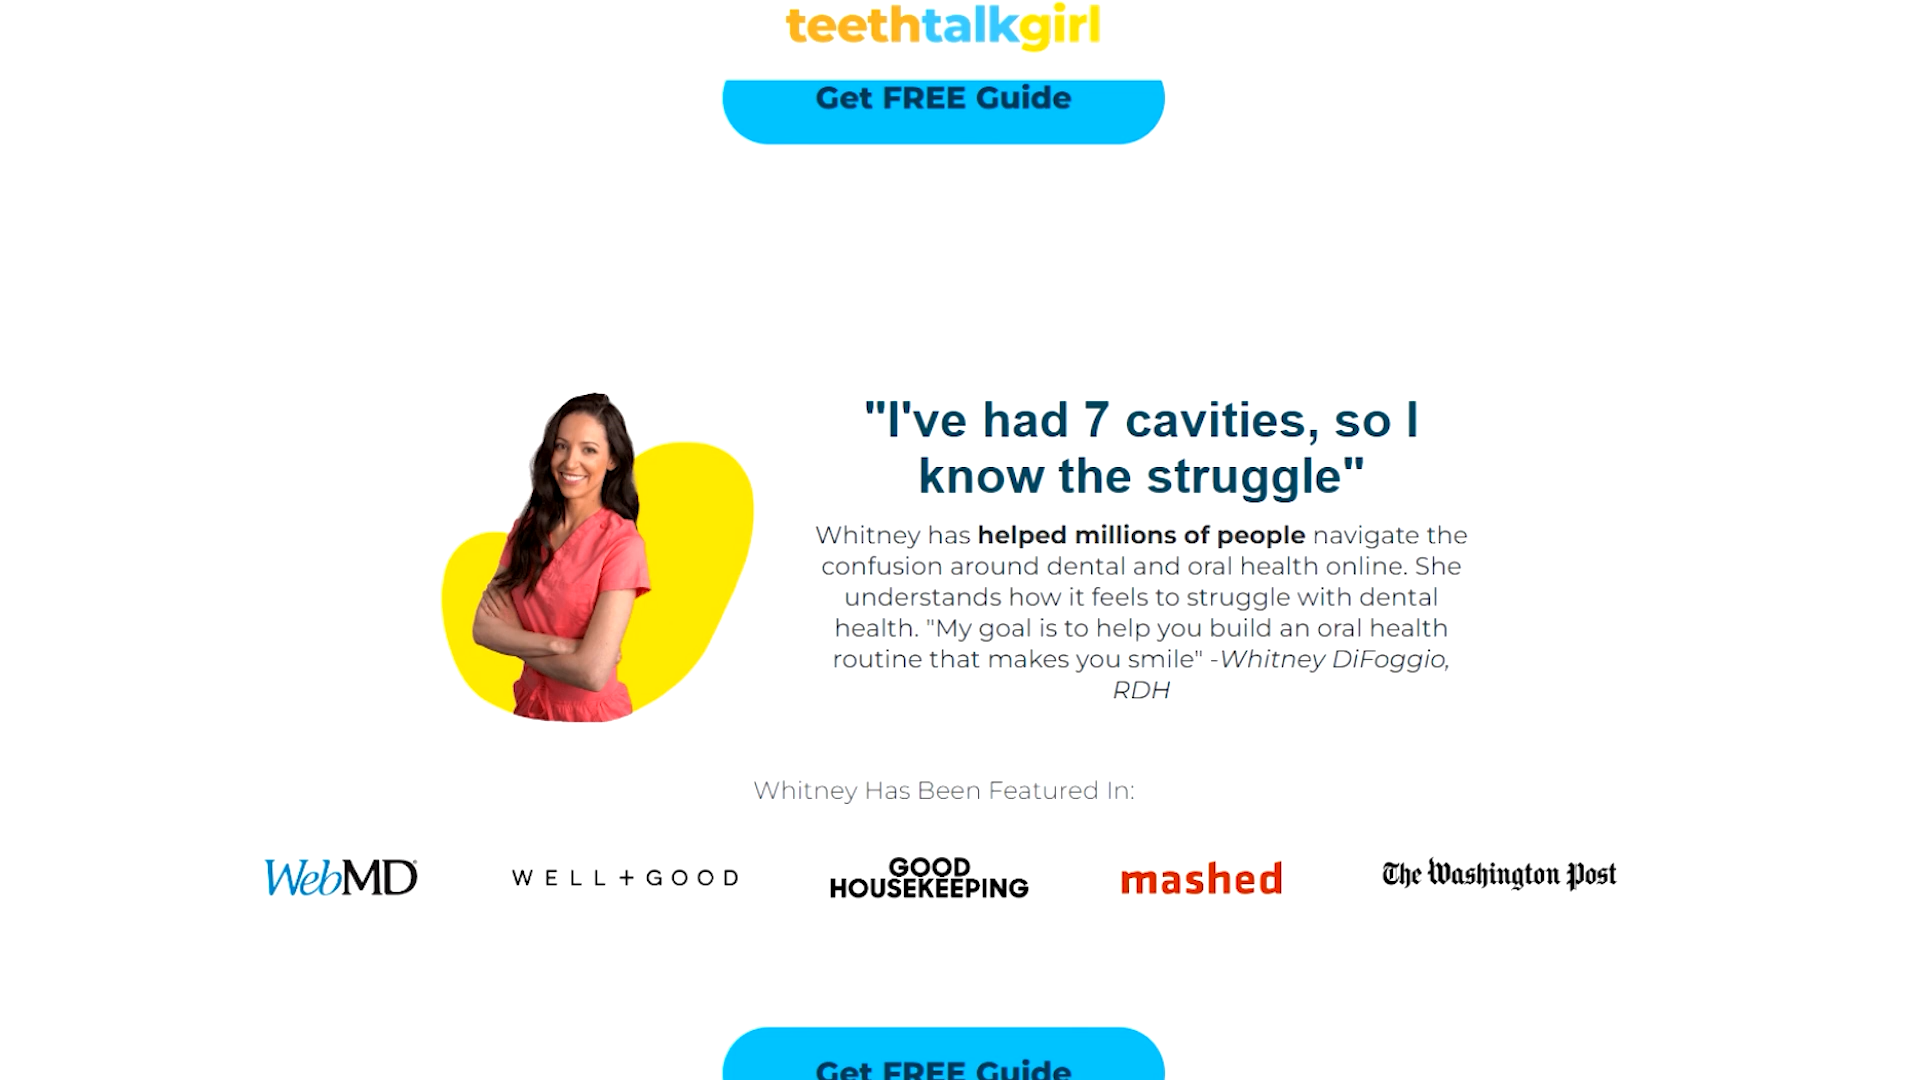 teethtalkgirl
Get FREE Guide
"I've had 7 cavities, so I
know the struggle"
Whitney has helped millions of people navigate the
confusion around dental and oral health online. She
understands how it feels to struggle with dental
health. "My goal is to help you build an oral health
routine that makes you smile" -Whitney DiFoggio,
RDH
Whitney Has Been Featured In:
WebMD
WELL+GOOD
GOOD
HOUSEKEEPING
mashed
The Washington Post
Get FREE Guide